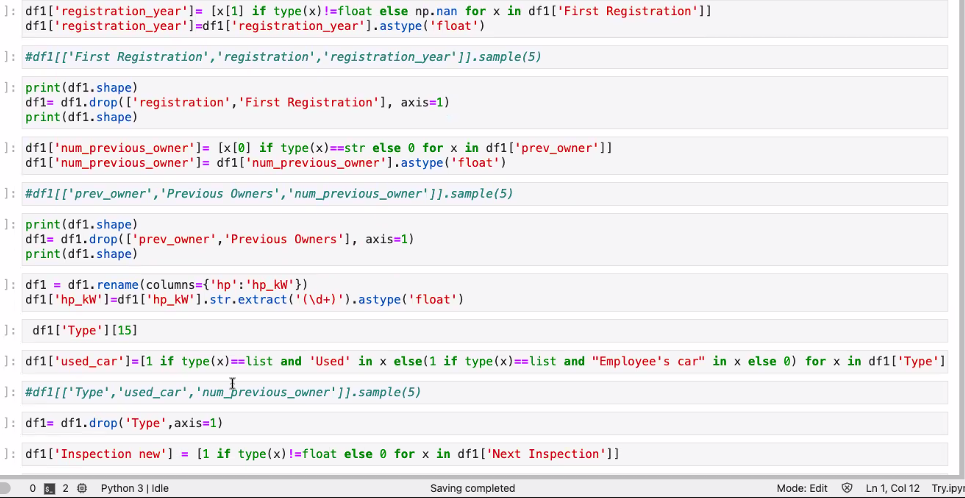 ]: df1['registration_year']= [x[1] if type(x)!=float else np.nan for x in df1['First Registration']]
df1['registration_year']=df1['registration_year'].astype('float')
]: #df1[['First Registration','registration','registration_year']].sample(5)
]: print(df1.shape)
df1= df1.drop(['registration','First Registration'], axis=1)
print(df1.shape)
]: df1['num_previous_owner']= [x[0] if type(x)==str else 0 for x in df1['prev_owner']]
df1['num_previous_owner']= df1['num_previous_owner'].astype('float')
]: #df1[['prev_owner','Previous Owners','num_previous_owner']].sample(5)
]: print(df1.shape)
df1= df1.drop(['prev_owner','Previous Owners'], axis=1)
print(df1.shape)
]: df1 = df1.rename(columns={'hp':'hp_kW'})
df1['hp_kW']=df1['hp_kW'].str.extract('(\d+)').astype('float')
]: df1['Type'][15]
]: df1['used_car']=[1 if type(x)==list and 'Used' in x else(1 if type(x)==list and "Employee's car" in x else 0) for x in df1['Type']
]: #df1[['Type','used_car','num_previous_owner']].sample(5)
]: df1= df1.drop('Type',axis=1)
]: df1['Inspection new'] = [1 if type(x)!=float else 0 for x in df1['Next Inspection']]
0 2 Python 3 | Idle Saving completed Mode: Edit Ln 1, Col 12 Try.ipyn